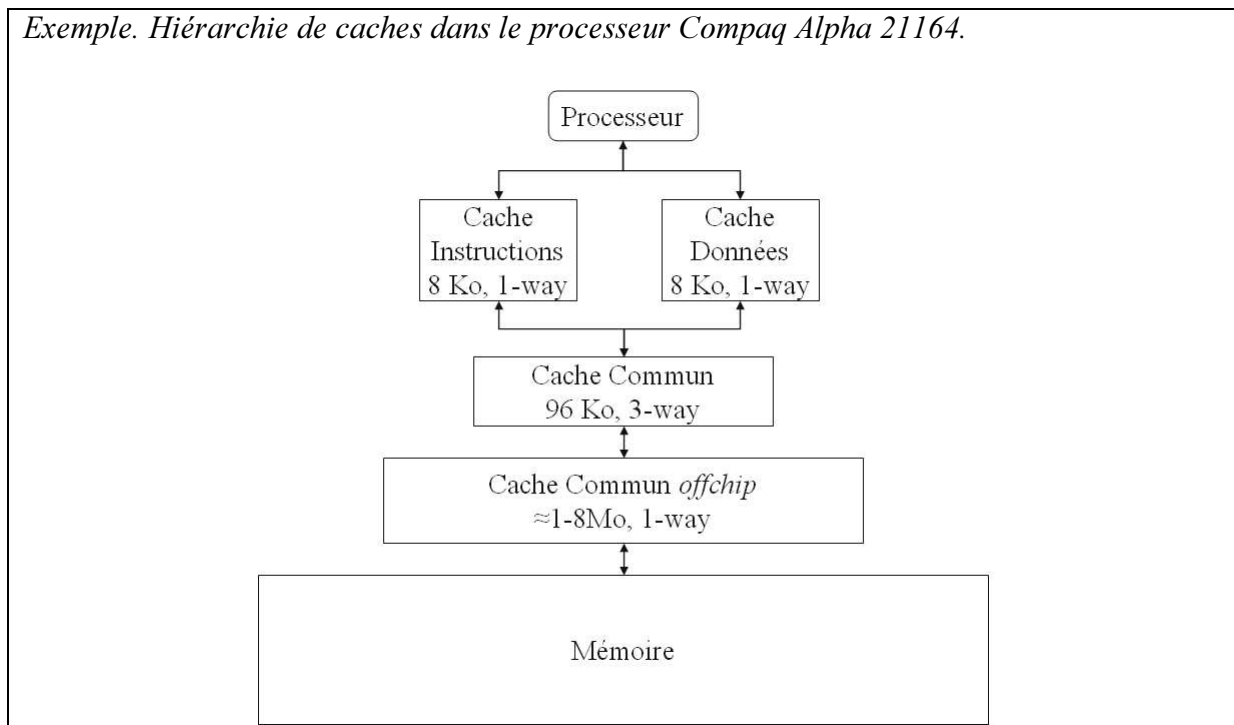 Exemple. Hiérarchie de caches dans le processeur Compaq Alpha 21164.
Processeur
Cache
Instructions
8 Ko, 1-way
Cache
Données
8 Ko, 1-way
Cache Commun
96 Ko, 3-way
Cache Commun offchip
≈1-8Mo, 1-way
Mémoire